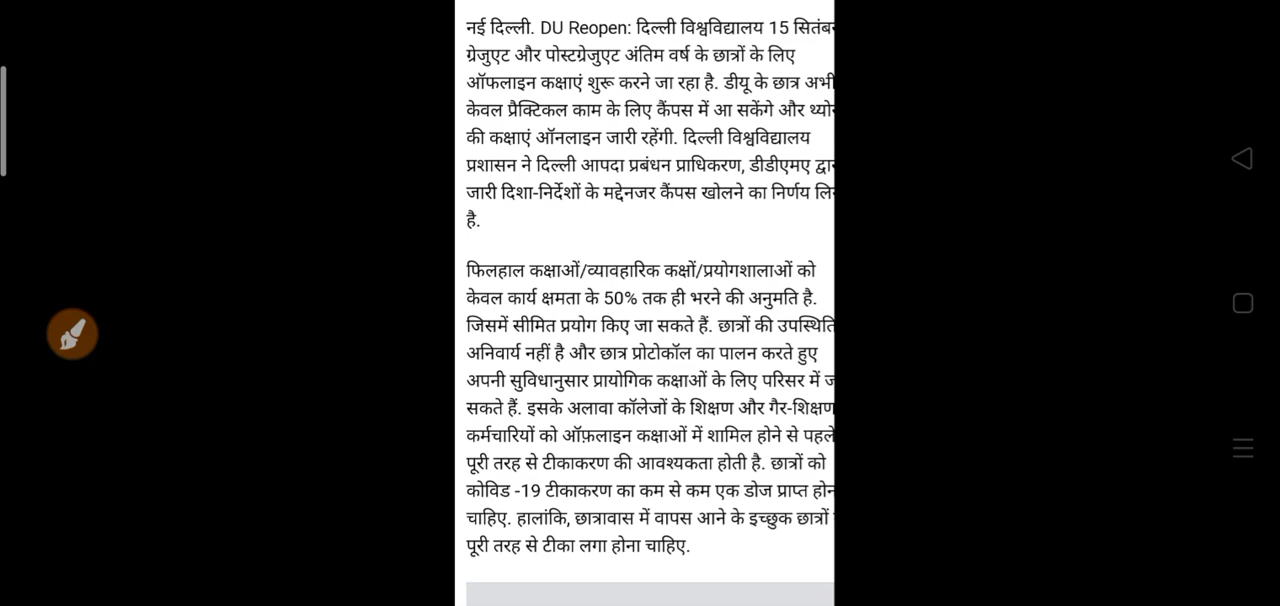 नई दिल्ली. DU Reopen: दिल्ली विश्वविद्यालय 15
ग्रेजुएट और पोस्टग्रेजुएट अंतिम वर्ष के छात्रों के लिए
ऑफलाइन कक्षाएं शुरू करने जा रहा है. डीयू के छात्र अभी
केवल प्रैक्टिकल काम के लिए कैंपस में आ सकेंगे और
की कक्षाएं ऑनलाइन जारी रहेंगी. दिल्ली विश्वविद्यालय
प्रशासन ने दिल्ली आपदा प्रबंधन प्राधिकरण, डीडीएमए
जारी दिशा-निर्देशों के मद्देनजर कैंपस खोलने का निर्णय
है.
फिलहाल कक्षाओं/व्यावहारिक कक्षों/प्रयोगशालाओं को
केवल कार्य क्षमता के 50% तक ही भरने की अनुमति है.
जिसमें सीमित प्रयोग किए जा सकते हैं. छात्रों की उपस्थिति
अनिवार्य नहीं है और छात्र प्रोटोकॉल का पालन करते हुए
अपनी सुविधानुसार प्रायोगिक कक्षाओं के लिए परिसर में
सकते हैं. इसके अलावा कॉलेजों के शिक्षण और गैर-शिक्षण
कर्मचारियों को ऑफ़लाइन कक्षाओं में शामिल होने से पहले
पूरी तरह से टीकाकरण की आवश्यकता होती है. छात्रों को
कोविड -19 टीकाकरण का कम से कम एक डोज प्राप्त
चाहिए. हालांकि, छात्रावास में वापस आने के इच्छुक छात्रों
पूरी तरह से टीका लगा होना चाहिए.